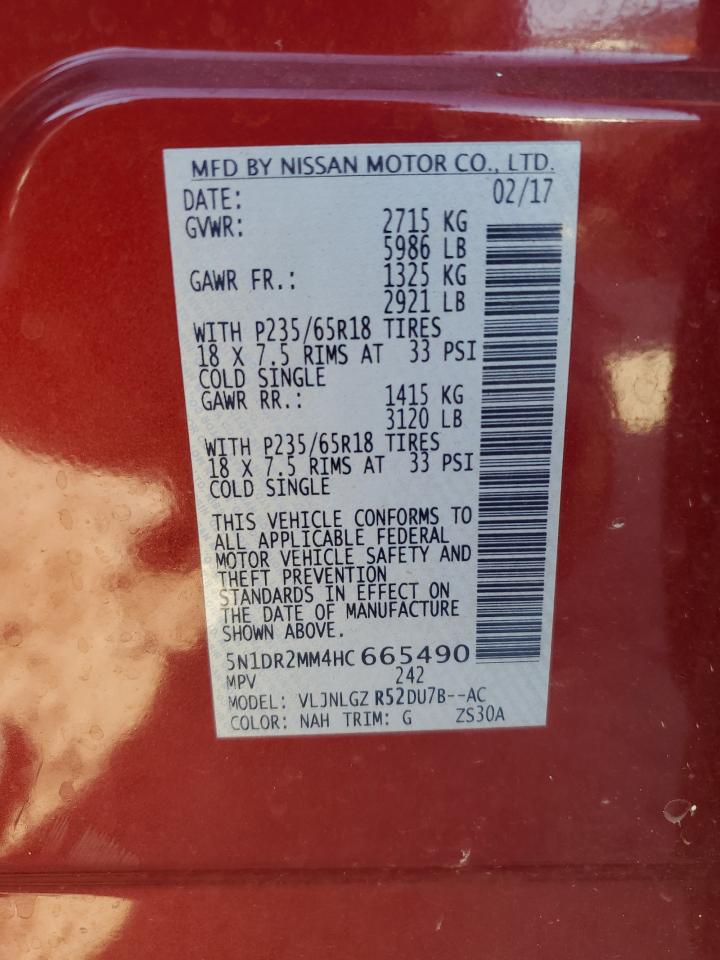 MFD BY NISSAN MOTOR CO., LTD.
DATE: 02/17
GVWR: 2715 KG
5986 LB
GAWR FR.: 1325 KG
2921 LB
WITH P235/65R18 TIRES
18 X 7.5 RIMS AT 33 PSI
COLD SINGLE
GAWR RR.: 1415 KG
3120 LB
WITH P235/65R18 TIRES
18 X 7.5 RIMS AT 33 PSI
COLD SINGLE
THIS VEHICLE CONFORMS TO
ALL APPLICABLE FEDERAL
MOTOR VEHICLE SAFETY AND
THEFT PREVENTION
STANDARDS IN EFFECT ON
THE DATE OF MANUFACTURE
SHOWN ABOVE.
5N1DR2MM4HC 665490
MPV 242
MODEL: VLJNLGZ R52DU7B--AC
COLOR: NAH TRIM: G ZS30A